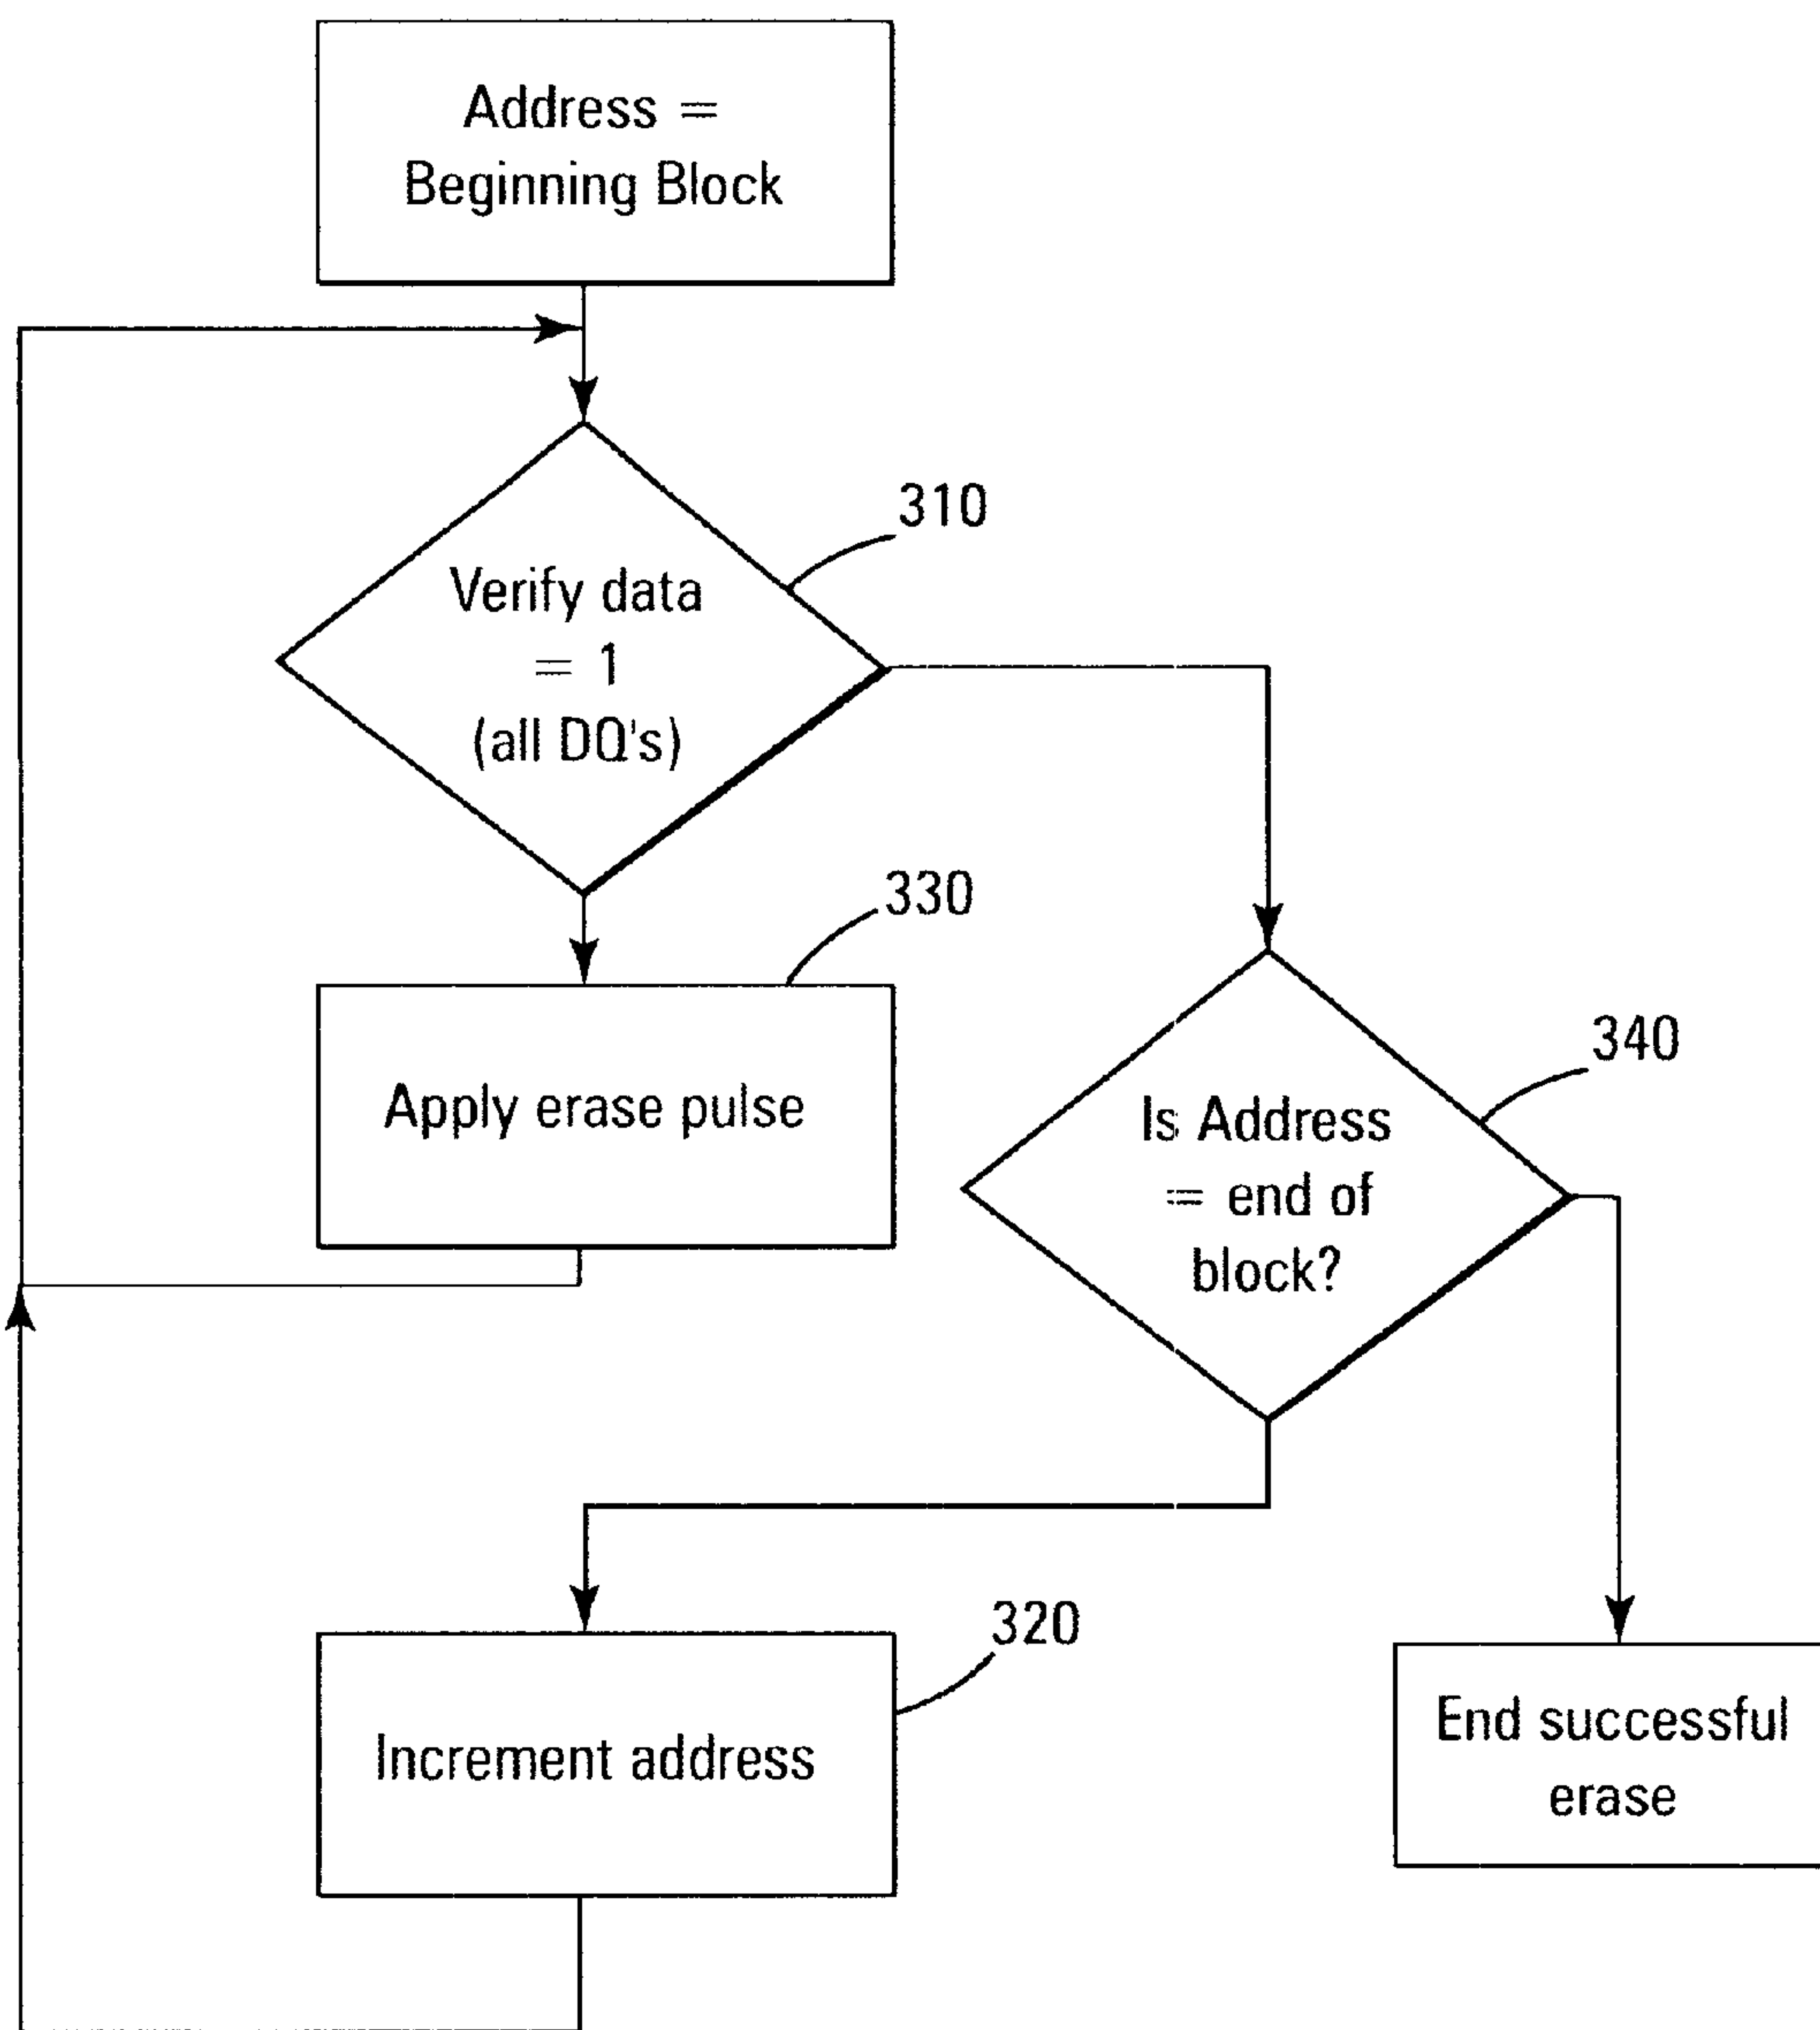 Address =
Beginning Block
310
Verify data
= 1
(all DQ's)
330
Apply erase pulse
340
Is Address
= end of
block?
320
Increment address
End successful
erase